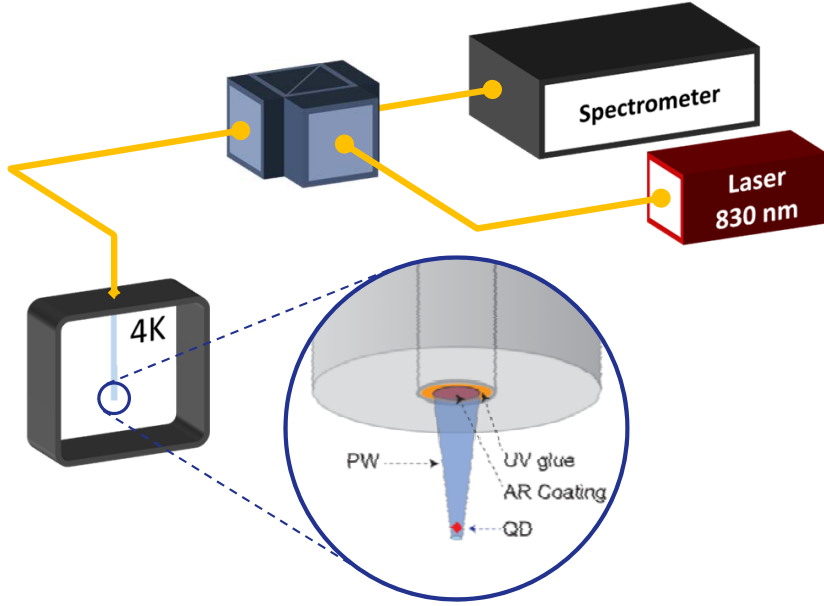 Spectrometer
Laser
830 nm
4K
PW
UV glue
AR Coating
QD